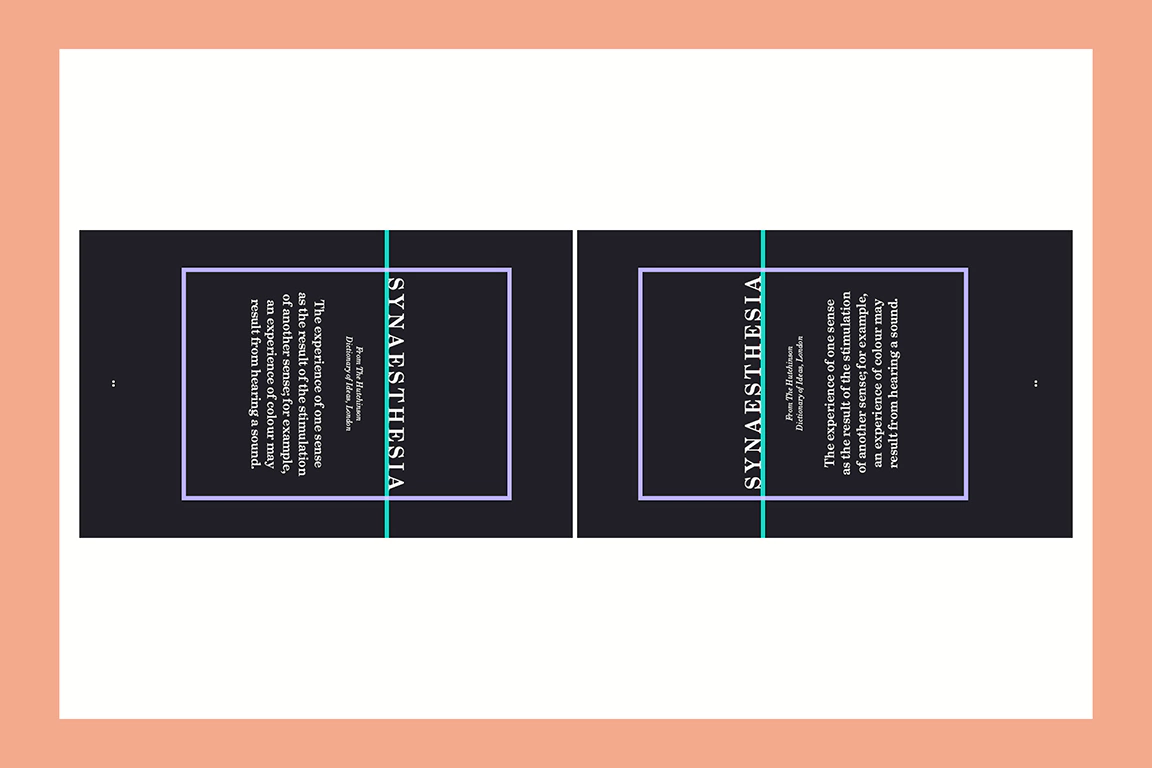 SYNAESTHESIA
From The Hutchinson
Dictionary of Ideas, London
The experience of one sense
as the result of the stimulation
of another sense; for example,
an experience of colour may
result from hearing a sound.
SYNAESTHESIA
From The Hutchinson
Dictionary of Ideas, London
The experience of one sense
as the result of the stimulation
of another sense; for example,
an experience of colour may
result from hearing a sound.